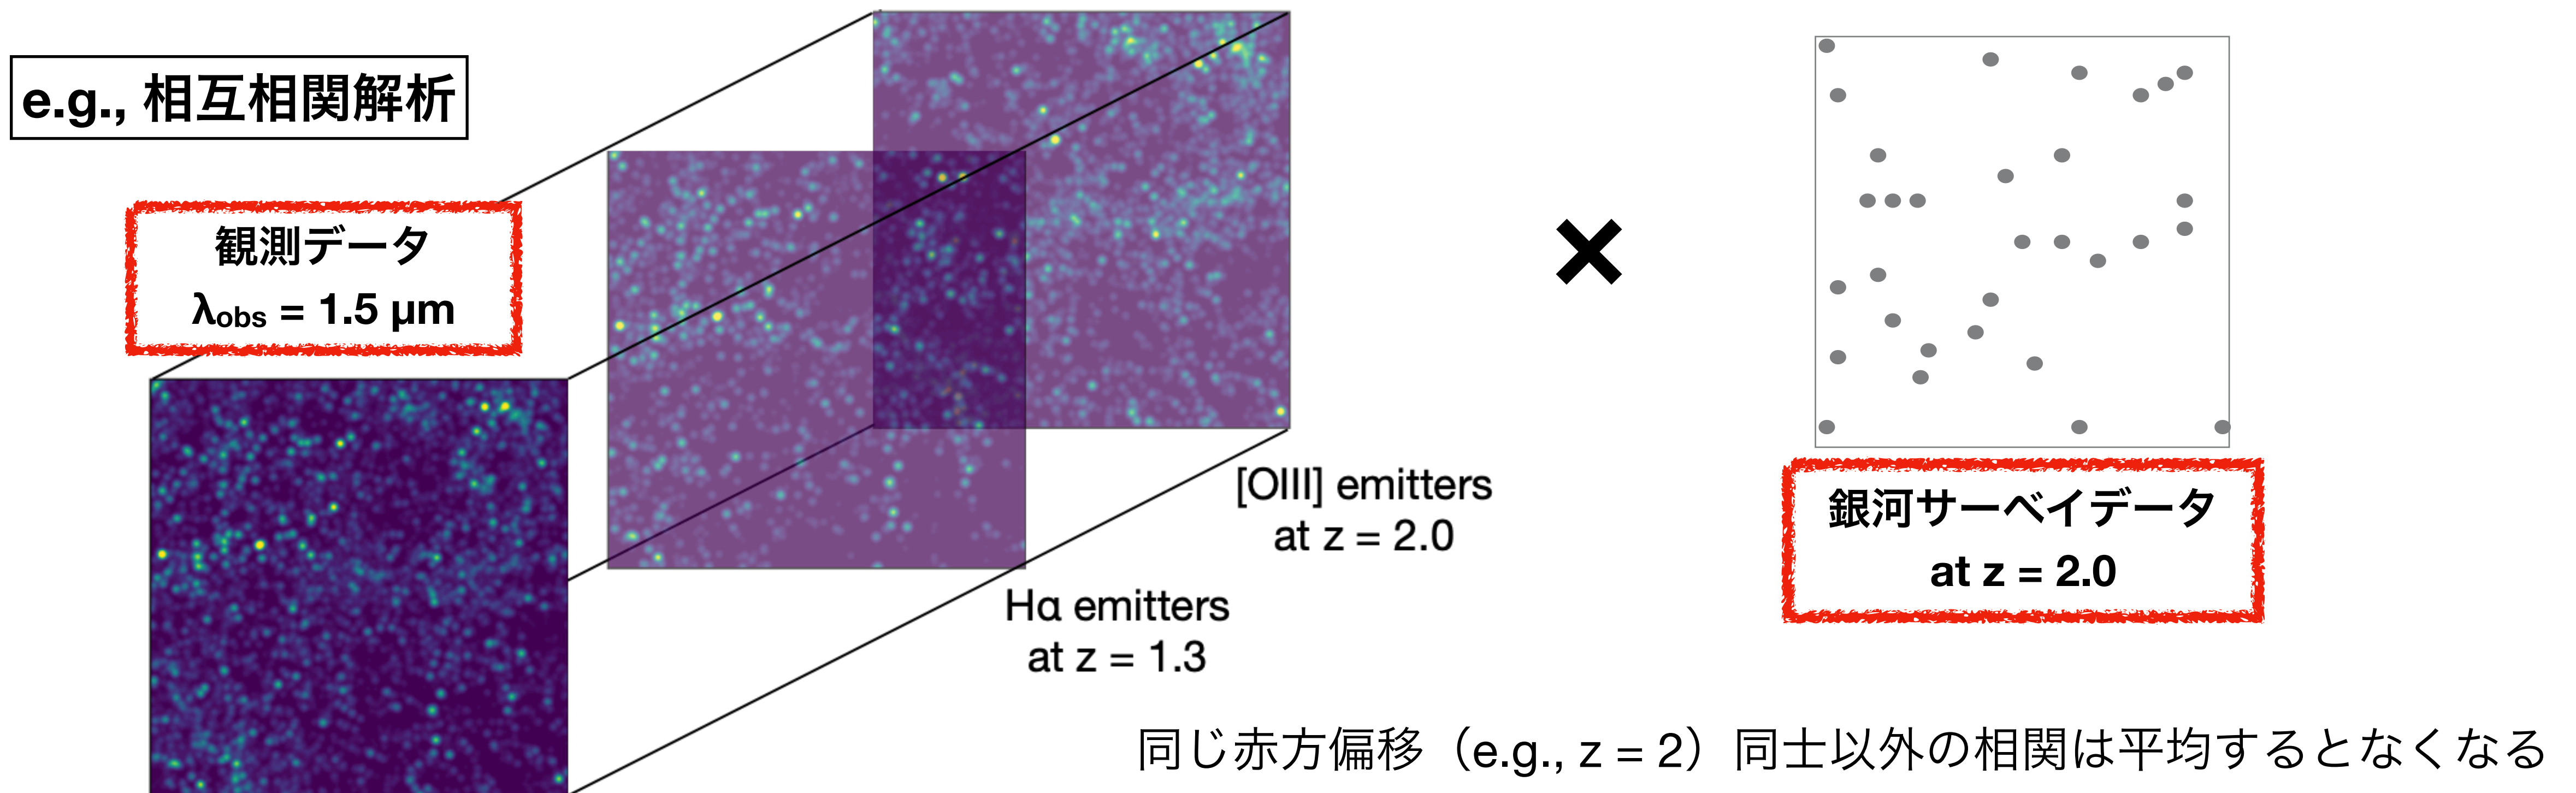 e.g., 相互相関解析
観測データ
λobs = 1.5 μm
[OIII] emitters
at z = 2.0
Hα emitters
at z = 1.3
銀河サーベイデータ
at z = 2.0
同じ赤方偏移（e.g., z = 2）同士以外の相関は平均するとなくなる